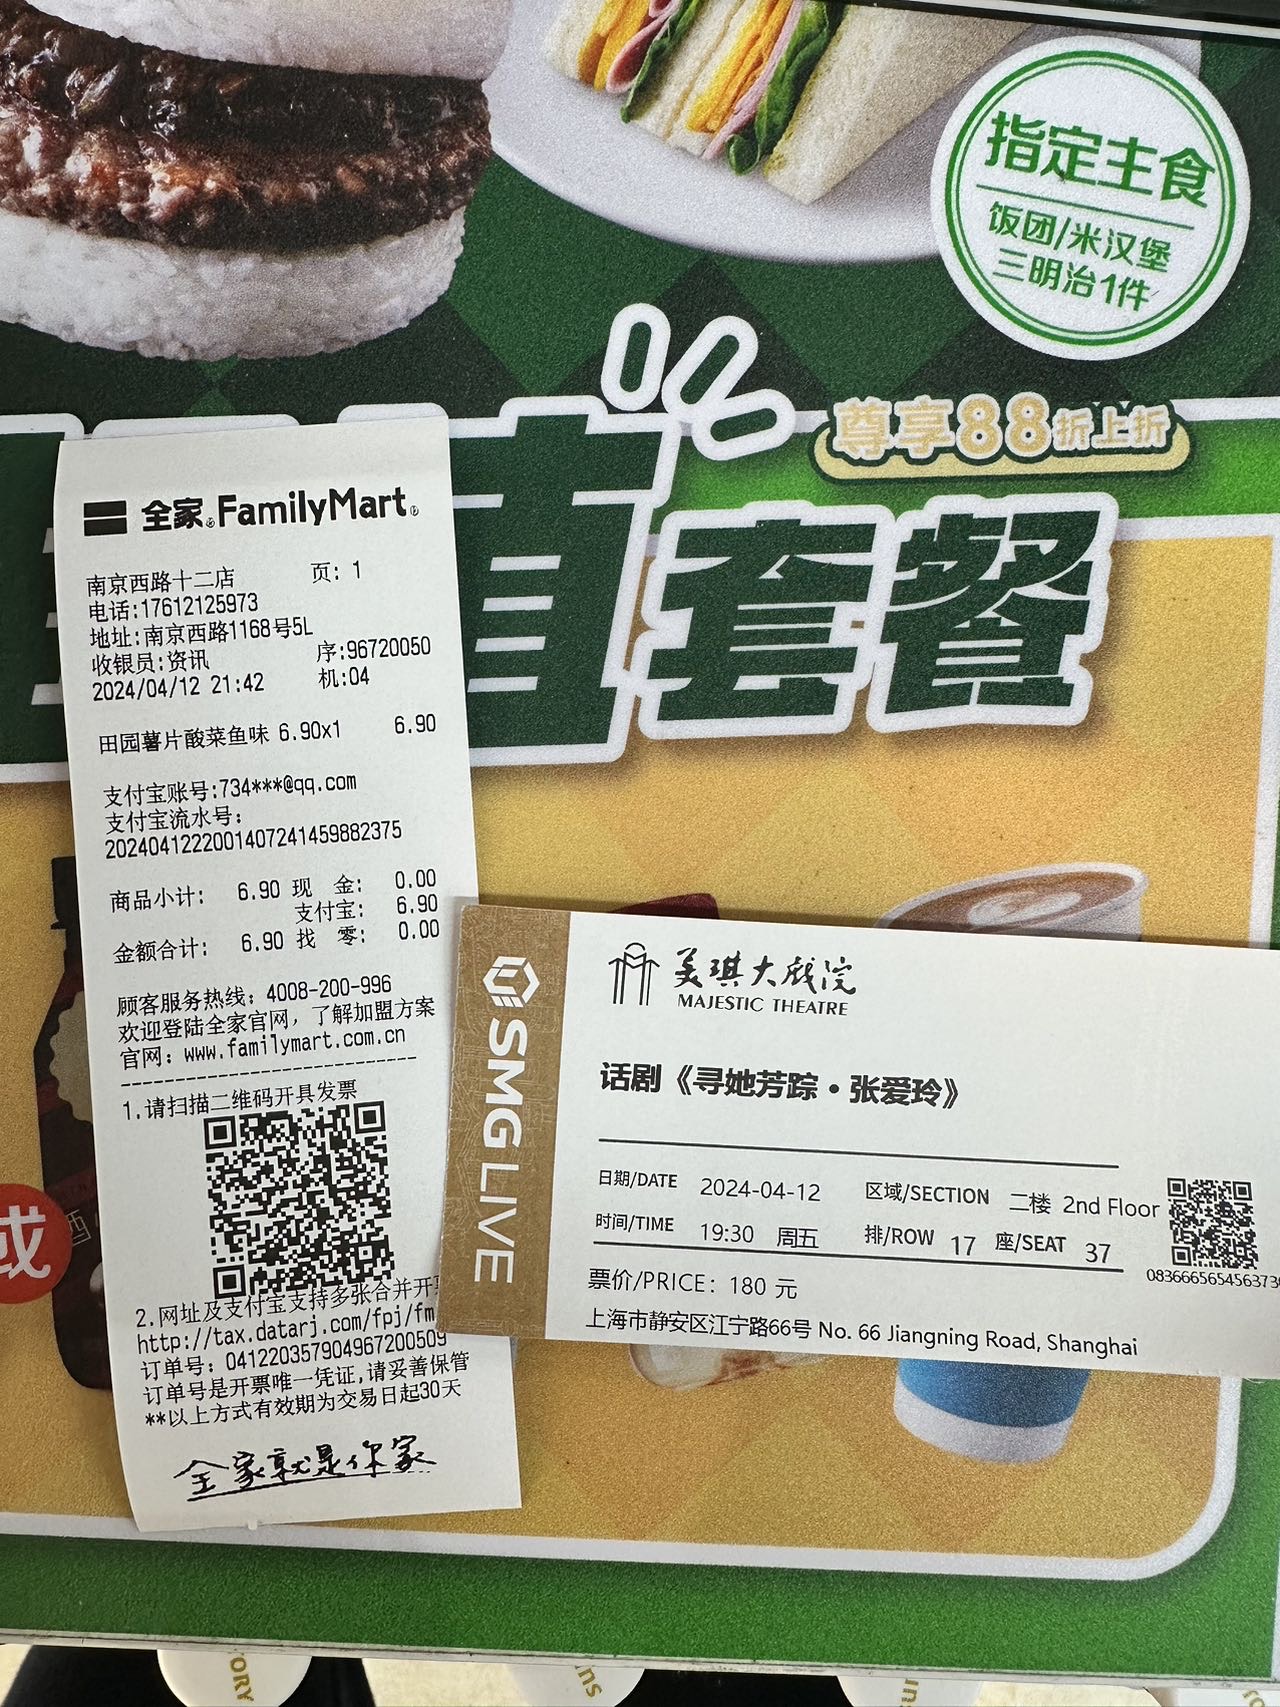 指定主食
饭团/米汉堡
三明治1件
尊享88折上折
套餐
全家 FamilyMart
南京西路十二店 页: 1
电话:17612125973
地址:南京西路1168号5L
收银员:资讯 序:96720050
2024/04/12 21:42 机:04
田园薯片酸菜鱼味 6.90x1 6.90
支付宝账号:734***@qq.com
支付宝流水号:
2024041222001407241459882375
商品小计: 6.90 现 金: 0.00
支付宝: 6.90
金额合计: 6.90 找 零: 0.00
顾客服务热线: 4008-200-996
欢迎登陆全家官网, 了解加盟方案
官网: www.familymart.com.cn
1.请扫描二维码开具发票
2.网址及支付宝支持多张合并开
http://tax.datarj.com/fpj/fm
订单号: 041220357904967200509
订单号是开票唯一凭证,请妥善保管
**以上方式有效期为交易日起30天
全家就是你家
SMG LIVE
美琪大戏院
MAJESTIC THEATRE
话剧《寻她芳踪·张爱玲》
日期/DATE 2024-04-12 区域/SECTION 二楼 2nd Floor
时间/TIME 19:30 周五 排/ROW 17 座/SEAT 37
票价/PRICE: 180 元
上海市静安区江宁路66号 No. 66 Jiangning Road, Shanghai
或
酒